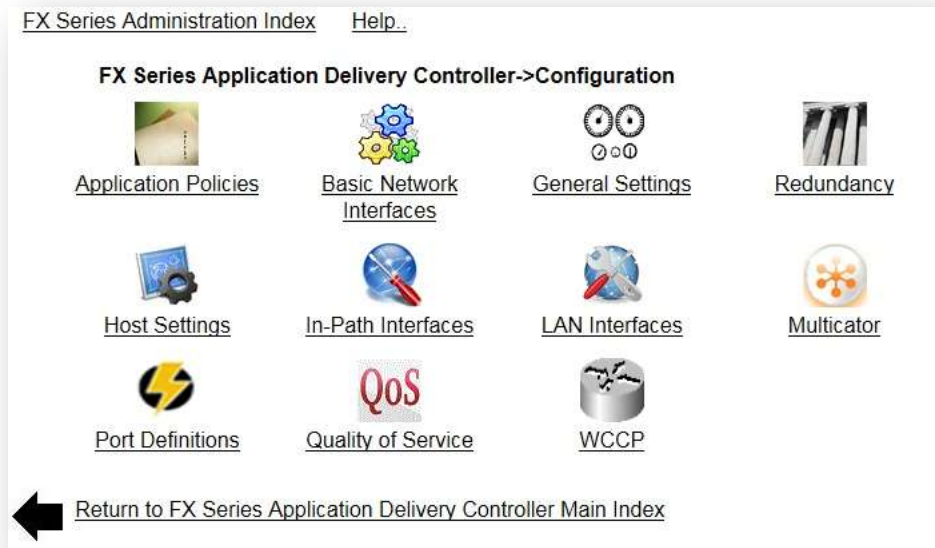 FX Series Administration Index Help..
FX Series Application Delivery Controller->Configuration
Application Policies
Basic Network
Interfaces
General Settings
Redundancy
Host Settings
In-Path Interfaces
LAN Interfaces
Multicator
QoS
Port Definitions
Quality of Service
WCCP
Return to FX Series Application Delivery Controller Main Index